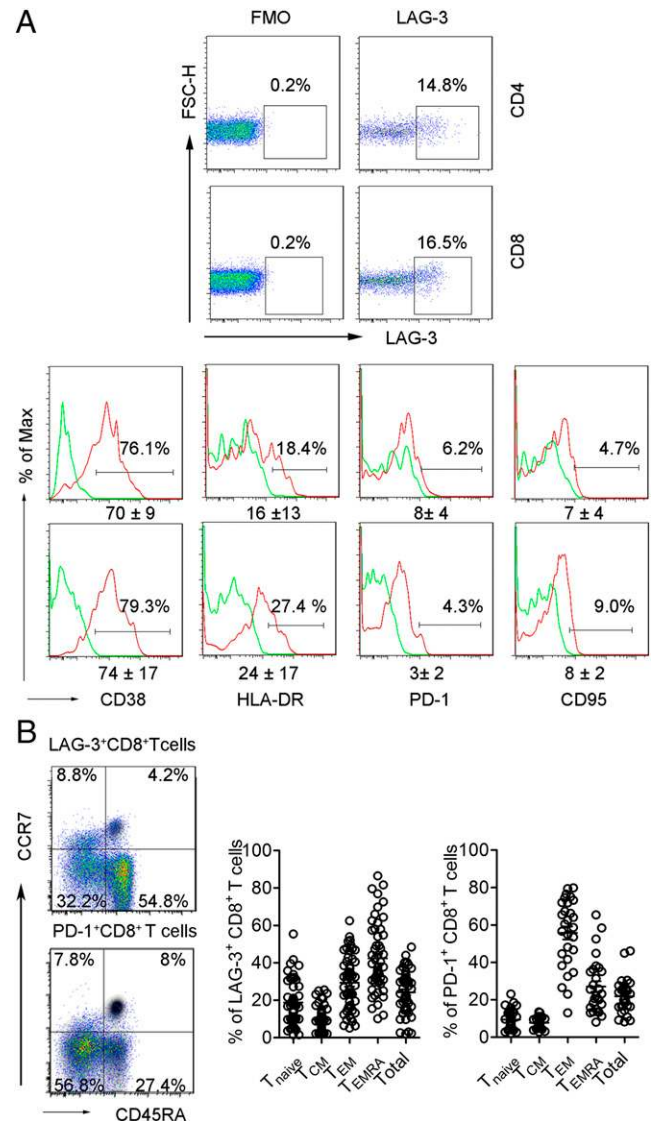 A
FMO LAG-3
FSC-H
0.2% 14.8%
CD4
0.2% 16.5%
CD8
LAG-3
% of Max
76.1% 18.4% 6.2% 4.7%
70 ± 9 16 ±13 8± 4 7 ± 4
79.3% 27.4 % 4.3% 9.0%
74 ± 17 24 ± 17 3± 2 8 ± 2
CD38 HLA-DR PD-1 CD95
B
LAG-3+CD8+Tcells
8.8% 4.2%
CCR7
32.2% 54.8%
PD-1+CD8+ T cells
7.8% 8%
56.8% 27.4%
CD45RA
% of LAG-3+ CD8+ T cells
100
80
60
40
20
0
Tnaive TCM TEM TEMRA Total
% of PD-1+ CD8+ T cells
100
80
60
40
20
0
Tnaive TCM TEM TEMRA Total